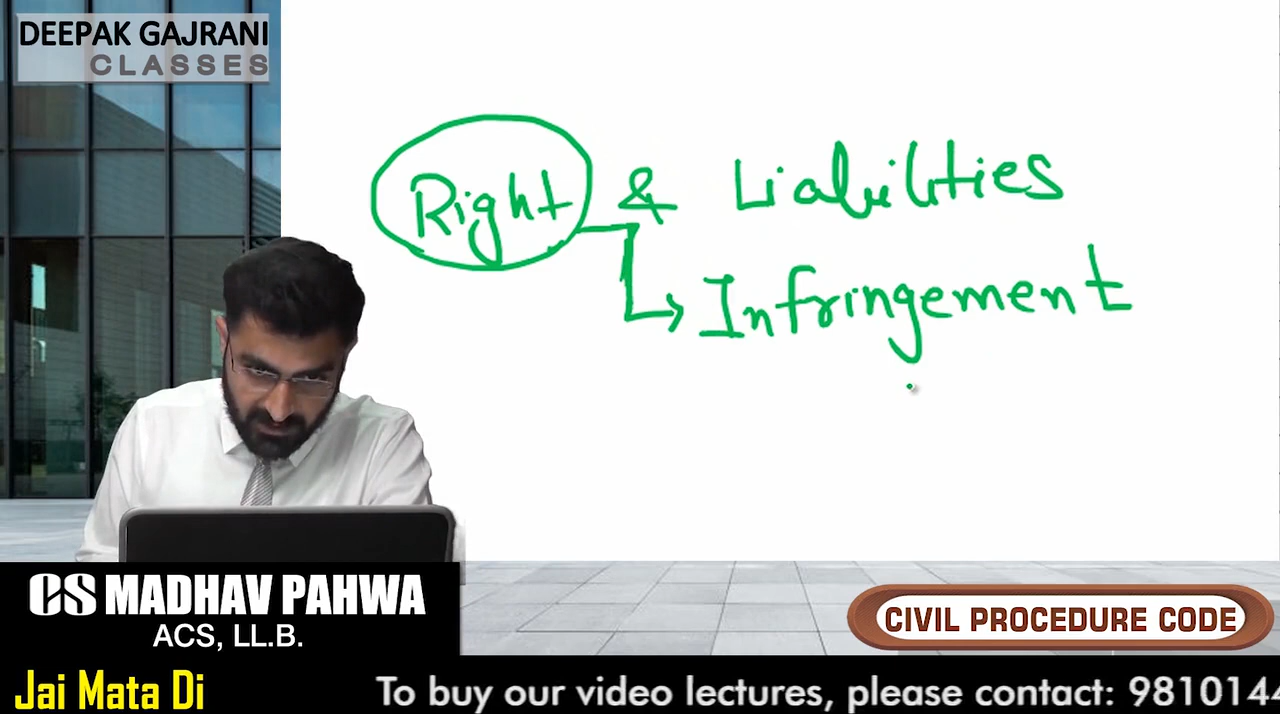 DEEPAK GAJRANI
CLASSES
Right & Liabilities
Infringement
CS MADHAV PAHWA
ACS, LL.B.
CIVIL PROCEDURE CODE
Jai Mata Di
To buy our video lectures, please contact: 9810144